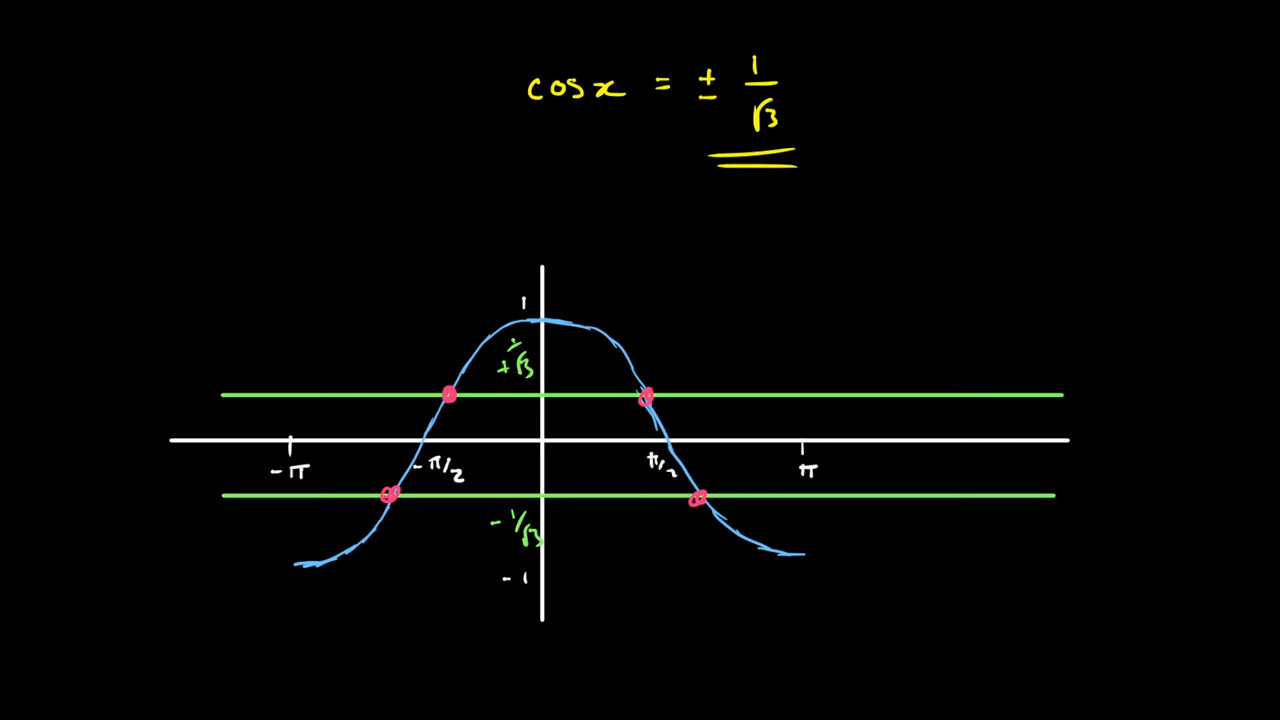 cos x = ± 1/√3
1
+ 1/√3
-π
-π/2
π/2
π
- 1/√3
-1